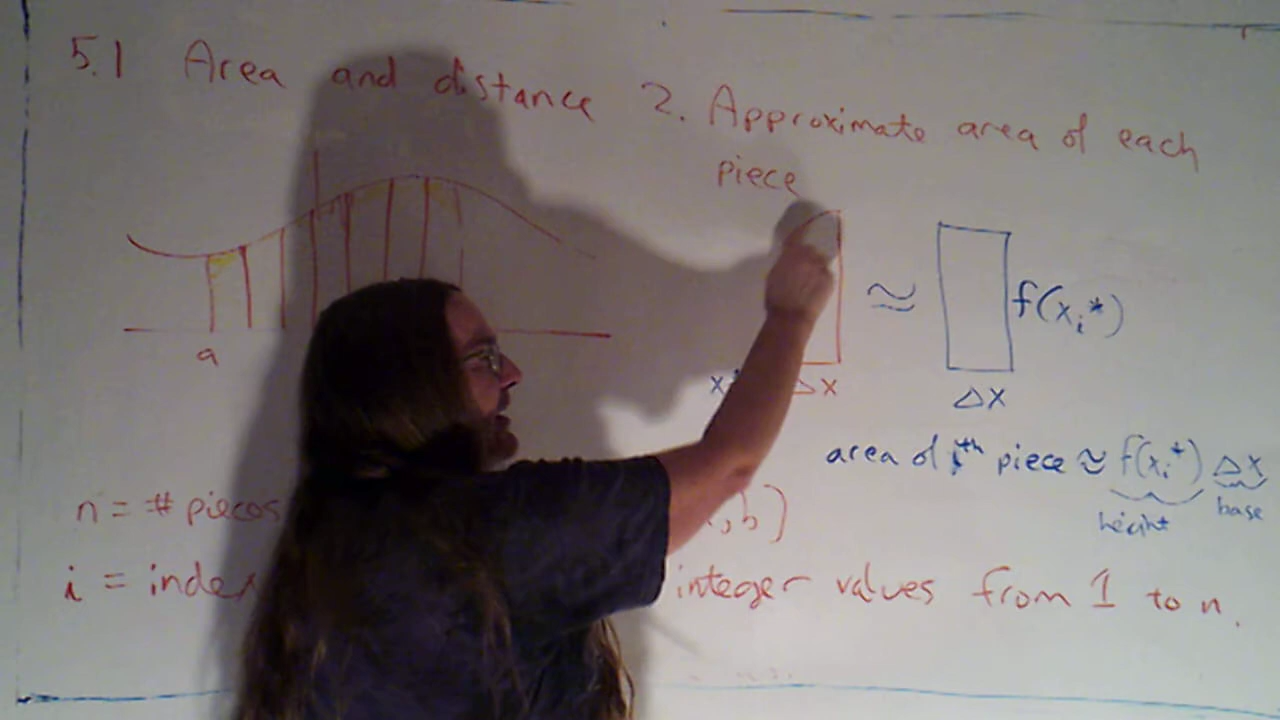 5.1 Area and distance
2. Approximate area of each
piece
a
Δx
≈
f(xᵢ*)
Δx
area of iᵗʰ piece ≈ f(xᵢ*) Δx
height
base
n = # pieces
, b)
i = index
integer values from 1 to n.